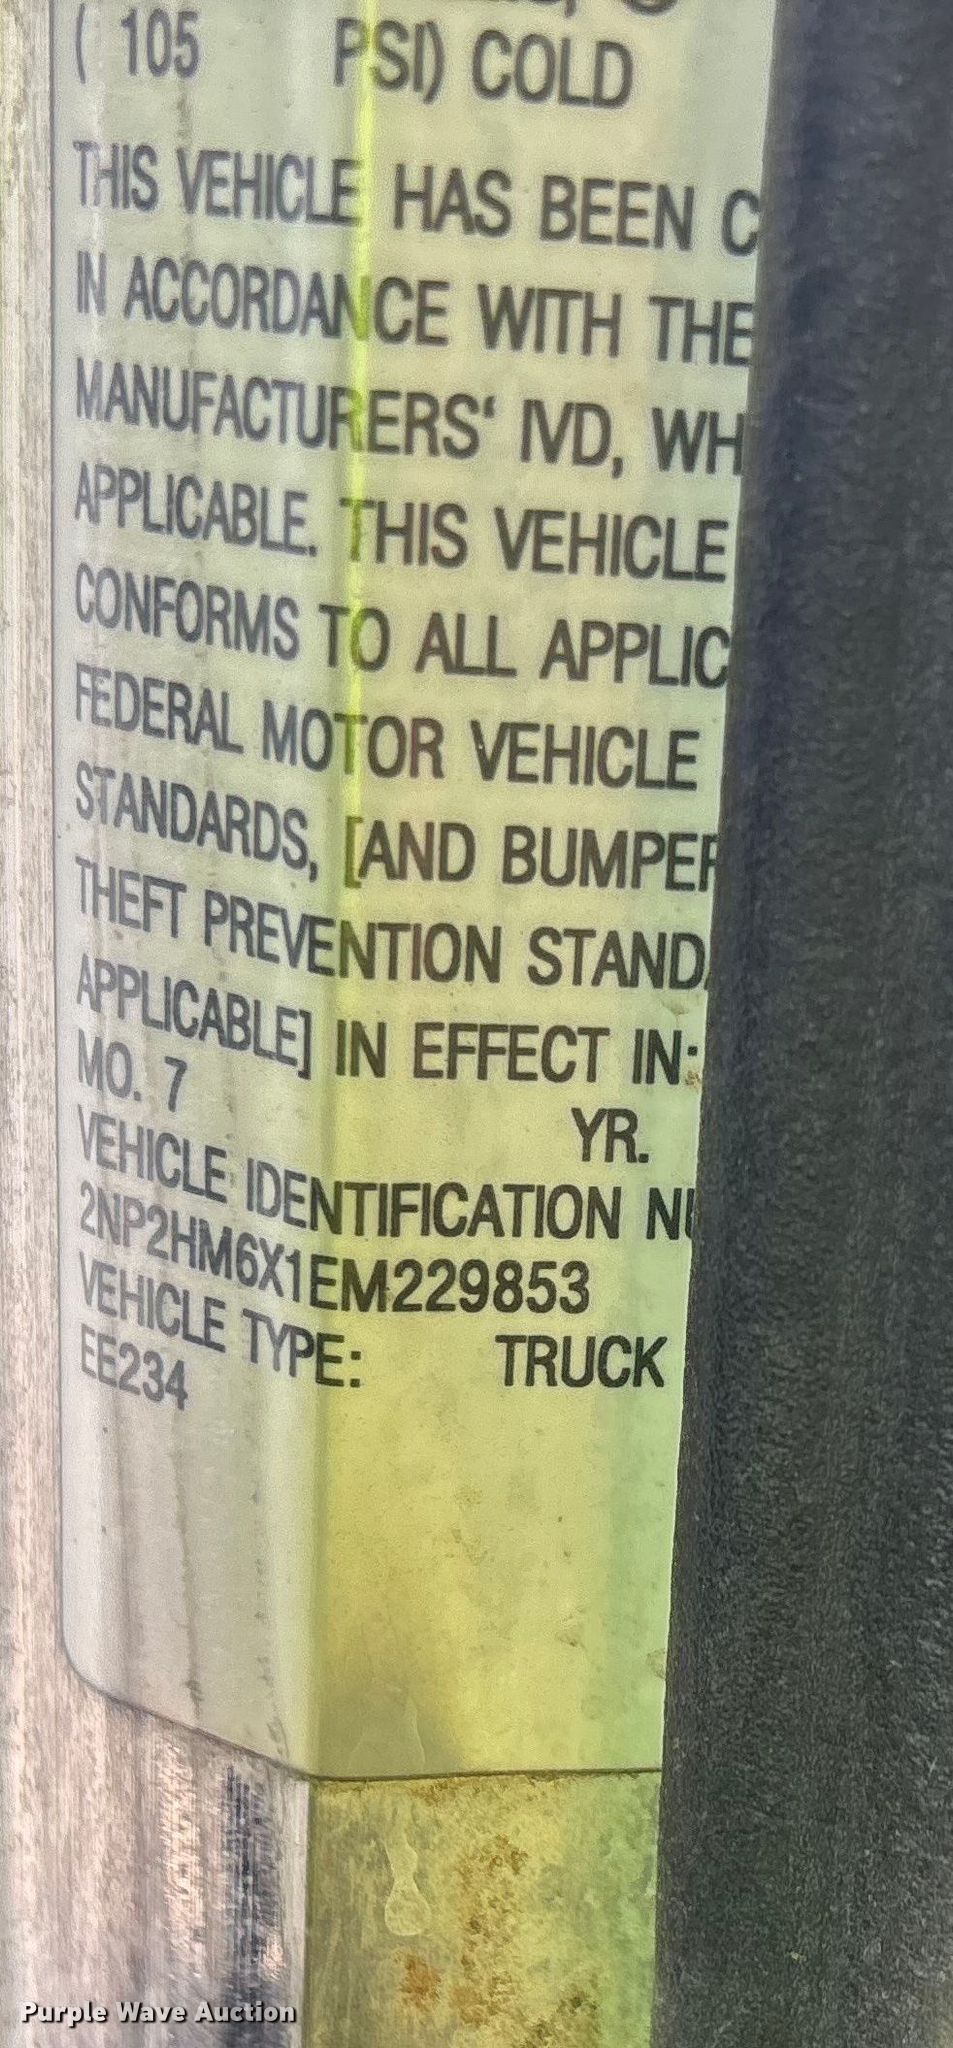 ( 105 PSI) COLD
THIS VEHICLE HAS BEEN C
IN ACCORDANCE WITH THE
MANUFACTURERS' IVD, WH
APPLICABLE. THIS VEHICLE
CONFORMS TO ALL APPLIC
FEDERAL MOTOR VEHICLE
STANDARDS, [AND BUMPER
THEFT PREVENTION STANDA
APPLICABLE] IN EFFECT IN:
MO. 7 YR.
VEHICLE IDENTIFICATION NU
2NP2HM6X1EM229853
VEHICLE TYPE: TRUCK
EE234
Purple Wave Auction